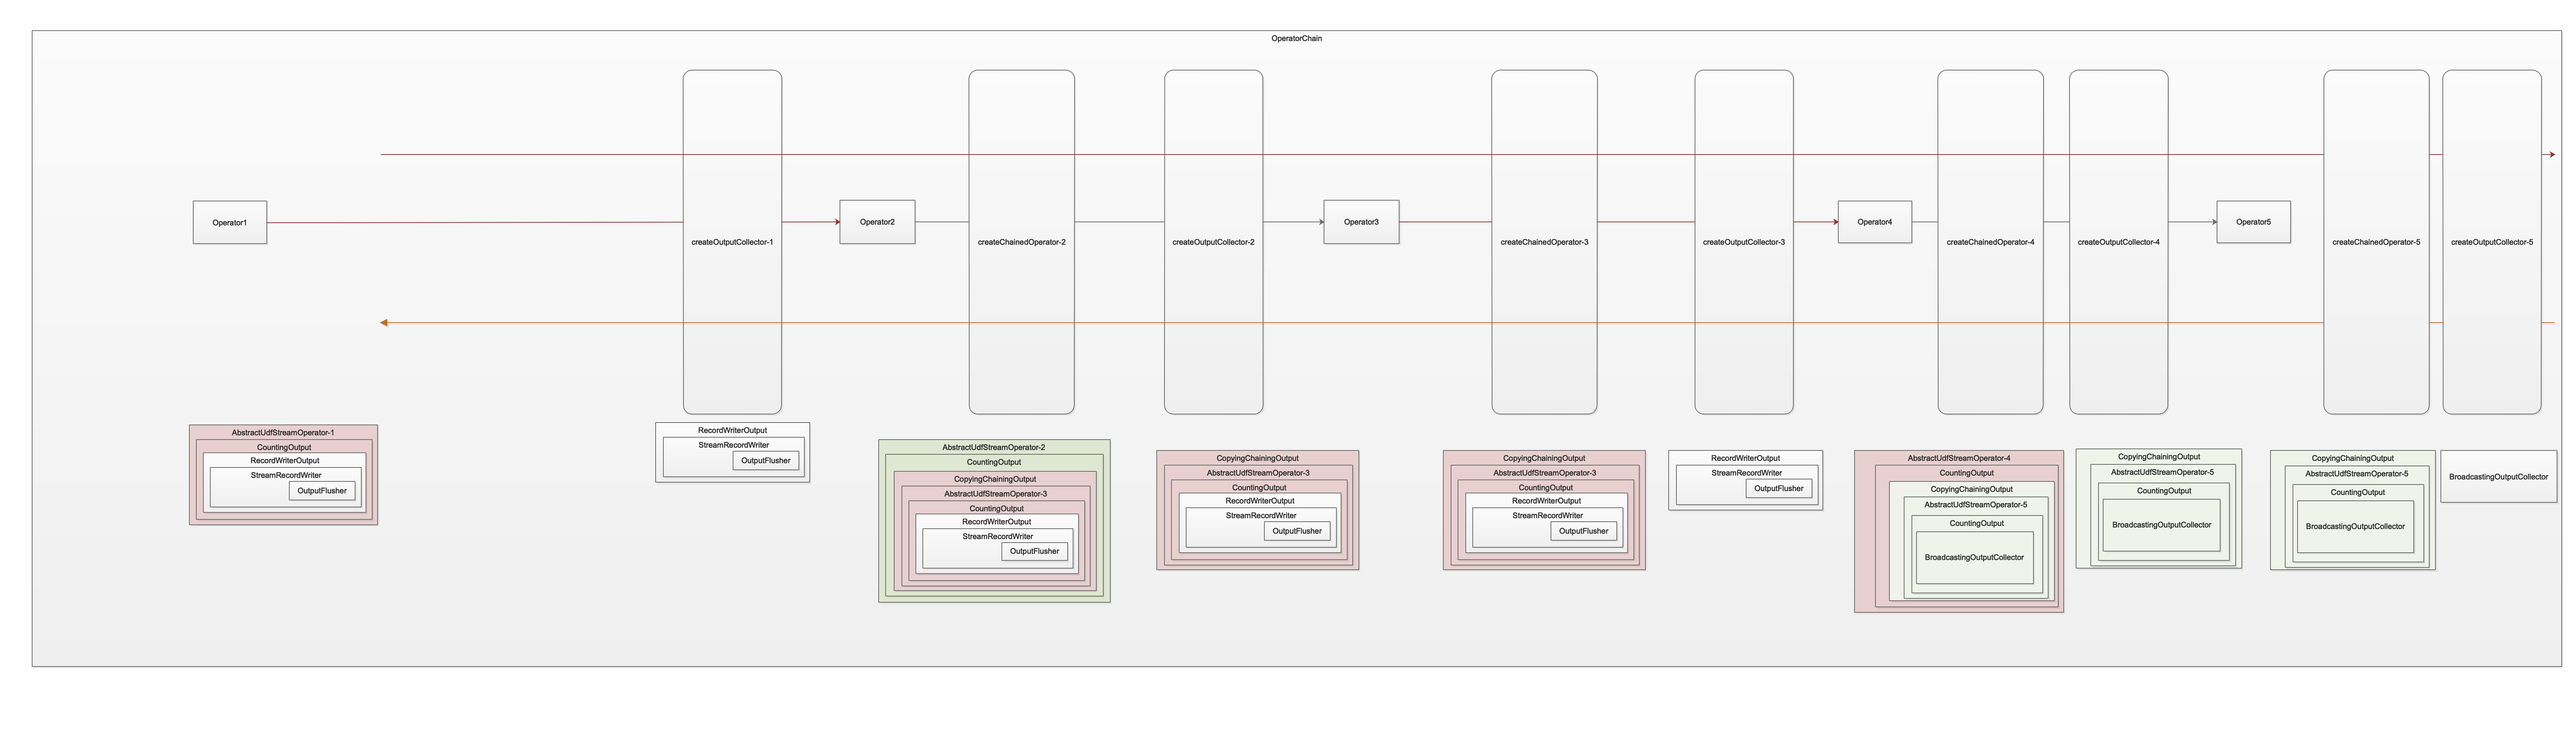 OperatorChain
Operator1
createOutputCollector-1
Operator2
createChainedOperator-2
createOutputCollector-2
Operator3
createChainedOperator-3
createOutputCollector-3
Operator4
createChainedOperator-4
createOutputCollector-4
Operator5
createChainedOperator-5
createOutputCollector-5
AbstractUdfStreamOperator-1
CountingOutput
RecordWriterOutput
StreamRecordWriter
OutputFlusher
RecordWriterOutput
StreamRecordWriter
OutputFlusher
AbstractUdfStreamOperator-2
CountingOutput
CopyingChainingOutput
AbstractUdfStreamOperator-3
CountingOutput
RecordWriterOutput
StreamRecordWriter
OutputFlusher
CopyingChainingOutput
AbstractUdfStreamOperator-3
CountingOutput
RecordWriterOutput
StreamRecordWriter
OutputFlusher
CopyingChainingOutput
AbstractUdfStreamOperator-3
CountingOutput
RecordWriterOutput
StreamRecordWriter
OutputFlusher
RecordWriterOutput
StreamRecordWriter
OutputFlusher
AbstractUdfStreamOperator-4
CountingOutput
CopyingChainingOutput
AbstractUdfStreamOperator-5
CountingOutput
BroadcastingOutputCollector
CopyingChainingOutput
AbstractUdfStreamOperator-5
CountingOutput
BroadcastingOutputCollector
CopyingChainingOutput
AbstractUdfStreamOperator-5
CountingOutput
BroadcastingOutputCollector
BroadcastingOutputCollector